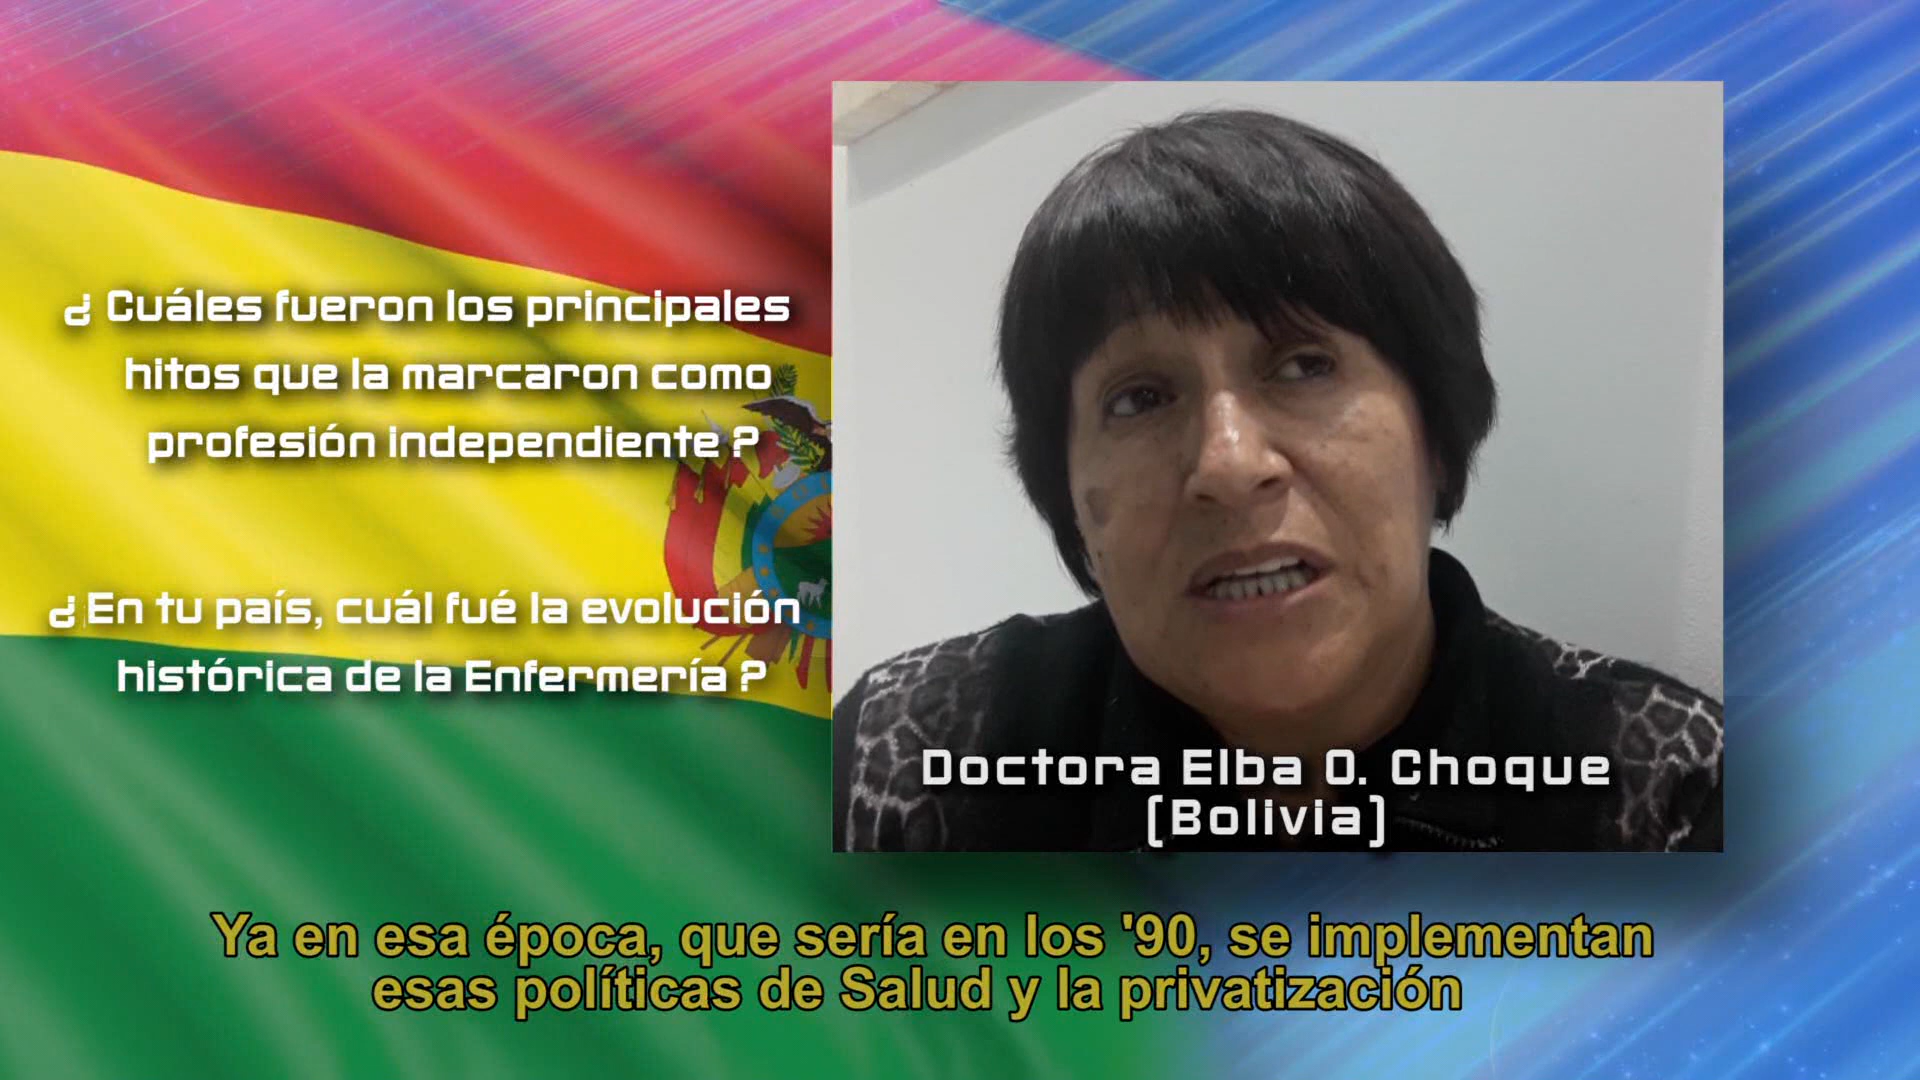 ¿ Cuáles fueron los principales
hitos que la marcaron como
profesión independiente ?
¿ En tu país, cuál fué la evolución
histórica de la Enfermería ?
Doctora Elba O. Choque
(Bolivia)
Ya en esa época, que sería en los '90, se implementan
esas políticas de Salud y la privatización